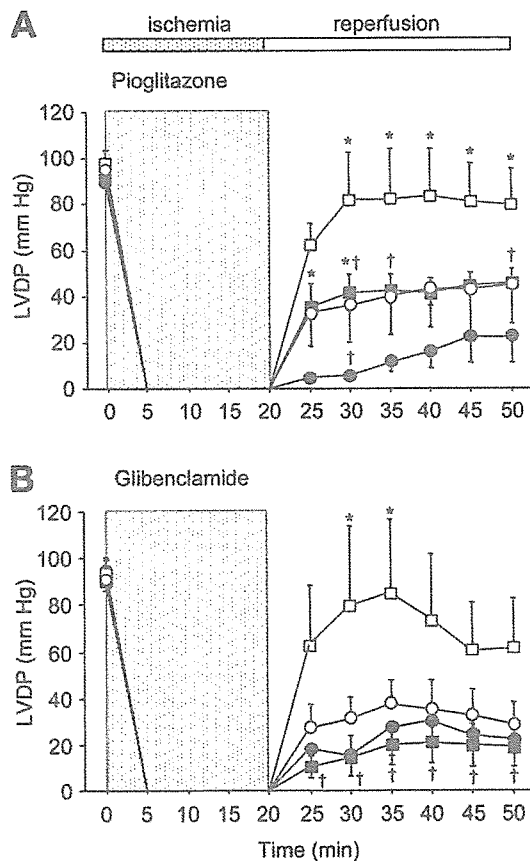 A
ischemia reperfusion
Pioglitazone
LVDP (mm Hg)
120
100
80
60
40
20
0
* * * * *
* *† † †
†
†
0 5 10 15 20 25 30 35 40 45 50
B
Glibenclamide
LVDP (mm Hg)
120
100
80
60
40
20
0
* * *
† † † † † †
0 5 10 15 20 25 30 35 40 45 50
Time (min)